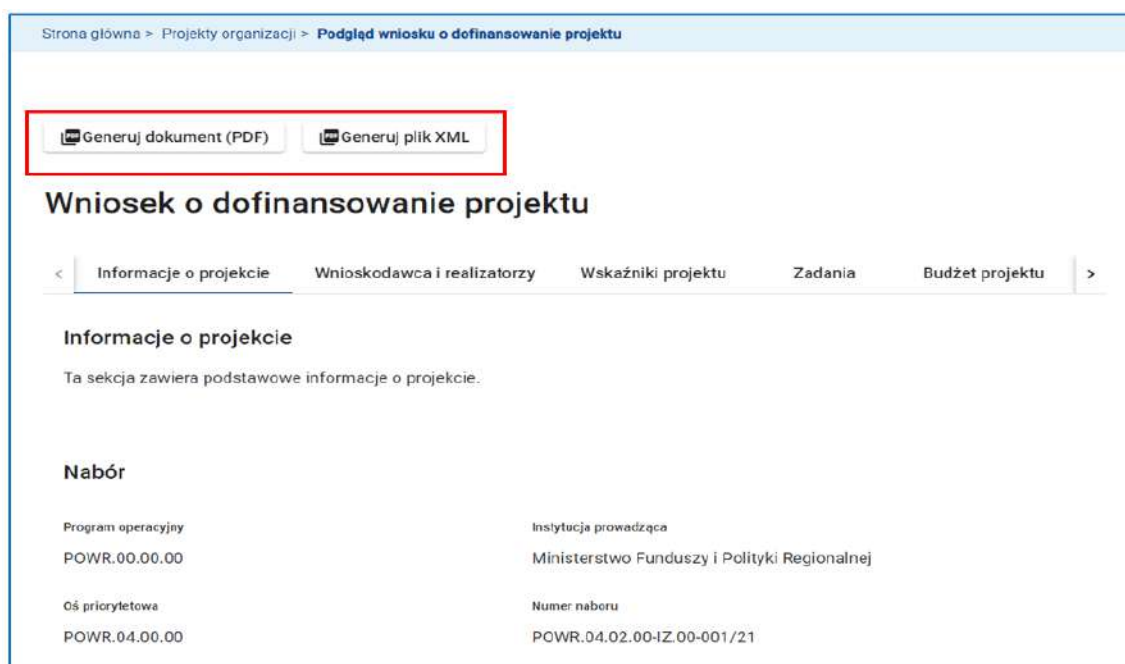 Strona główna > Projekty organizacji > Podgląd wniosku o dofinansowanie projektu
Generuj dokument (PDF) Generuj plik XML
Wniosek o dofinansowanie projektu
< Informacje o projekcie Wnioskodawca i realizatorzy Wskaźniki projektu Zadania Budżet projektu >
Informacje o projekcie
Ta sekcja zawiera podstawowe informacje o projekcie.
Nabór
Program operacyjny Instytucja prowadząca
POWR.00.00.00 Ministerstwo Funduszy i Polityki Regionalnej
Oś priorytetowa Numer naboru
POWR.04.00.00 POWR.04.02.00-IZ.00-001/21